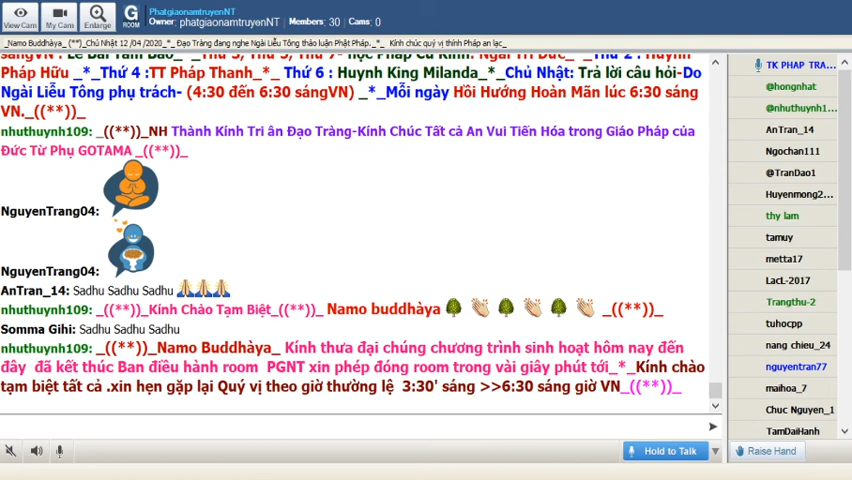 View Cam
My Cam
Enlarge
G
ROOM
PhatgiaonamtruyenNT
Owner: phatgiaonamtruyenNT
Members: 30
Cams: 0
_Namo Buddhàya_ (**)_Chủ Nhật 12 /04 /2020_*_ Đạo Tràng đang nghe Ngài Liễu Tông thảo luận Phật Pháp._*_ Kính chúc quý vị thính Pháp an lạc_
Pháp Hữu _*_Thứ 4 :TT Pháp Thanh_*_ Thứ 6 : Huynh King Milanda_*_Chủ Nhật: Trả lời câu hỏi-Do
Ngài Liễu Tông phụ trách- (4:30 đến 6:30 sángVN) _*_Mỗi ngày Hồi Hướng Hoàn Mãn lúc 6:30 sáng
VN._((**))_
nhuthuynh109: _((**))_NH Thành Kính Tri ân Đạo Tràng-Kính Chúc Tất cả An Vui Tiến Hóa trong Giáo Pháp của
Đức Từ Phụ GOTAMA _((**))_
NguyenTrang04:
NguyenTrang04:
AnTran_14: Sadhu Sadhu Sadhu
nhuthuynh109: _((**))_Kính Chào Tạm Biệt_((**))_ Namo buddhàya _((**))_
Somma Gihi: Sadhu Sadhu Sadhu
nhuthuynh109: _((**))_Namo Buddhàya_ Kính thưa đại chúng chương trình sinh hoạt hôm nay đến
đây đã kết thúc Ban điều hành room PGNT xin phép đóng room trong vài giây phút tới_*_Kính chào
tạm biệt tất cả .xin hẹn gặp lại Quý vị theo giờ thường lệ 3:30' sáng >>6:30 sáng giờ VN_((**))_
TK PHAP TRA...
@hongnhat
@nhuthuynh1...
AnTran_14
Ngochan111
@TranDao1
Huyenmong2...
thy lam
tamuy
metta17
LacL-2017
Trangthu-2
tuhocpp
nang chieu_24
nguyentran77
maihoa_7
Chuc Nguyen_1
TamDaiHanh
Hold to Talk
Raise Hand